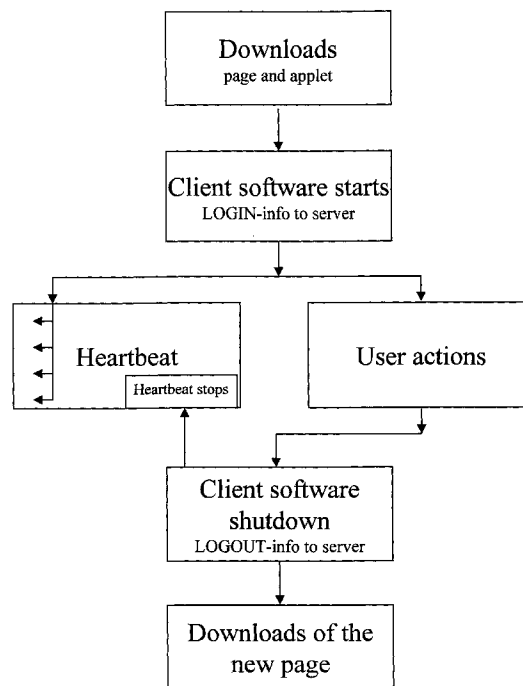 Downloads
page and applet
Client software starts
LOGIN-info to server
Heartbeat
Heartbeat stops
User actions
Client software
shutdown
LOGOUT-info to server
Downloads of the
new page